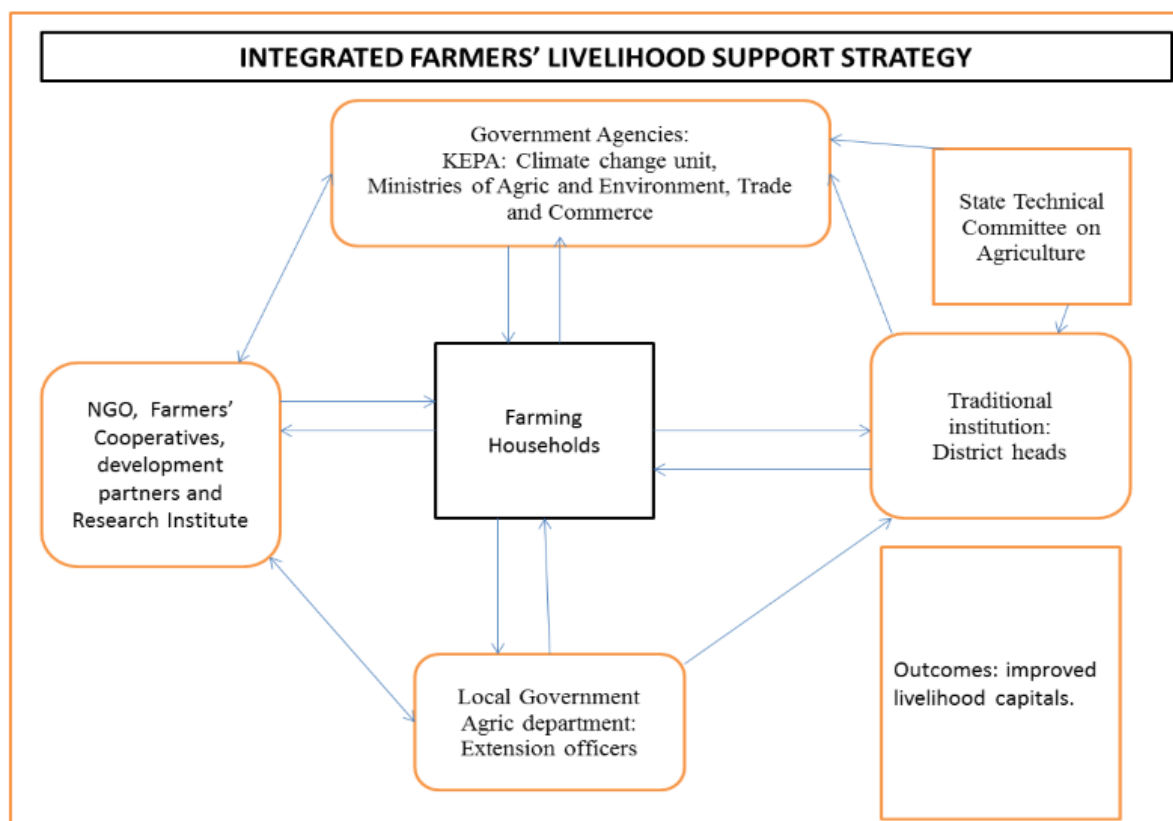 INTEGRATED FARMERS' LIVELIHOOD SUPPORT STRATEGY
Government Agencies:
KEPA: Climate change unit,
Ministries of Agric and Environment, Trade
and Commerce
State Technical
Committee on
Agriculture
NGO, Farmers'
Cooperatives,
development
partners and
Research Institute
Farming
Households
Traditional
institution:
District heads
Local Government
Agric department:
Extension officers
Outcomes: improved
livelihood capitals.